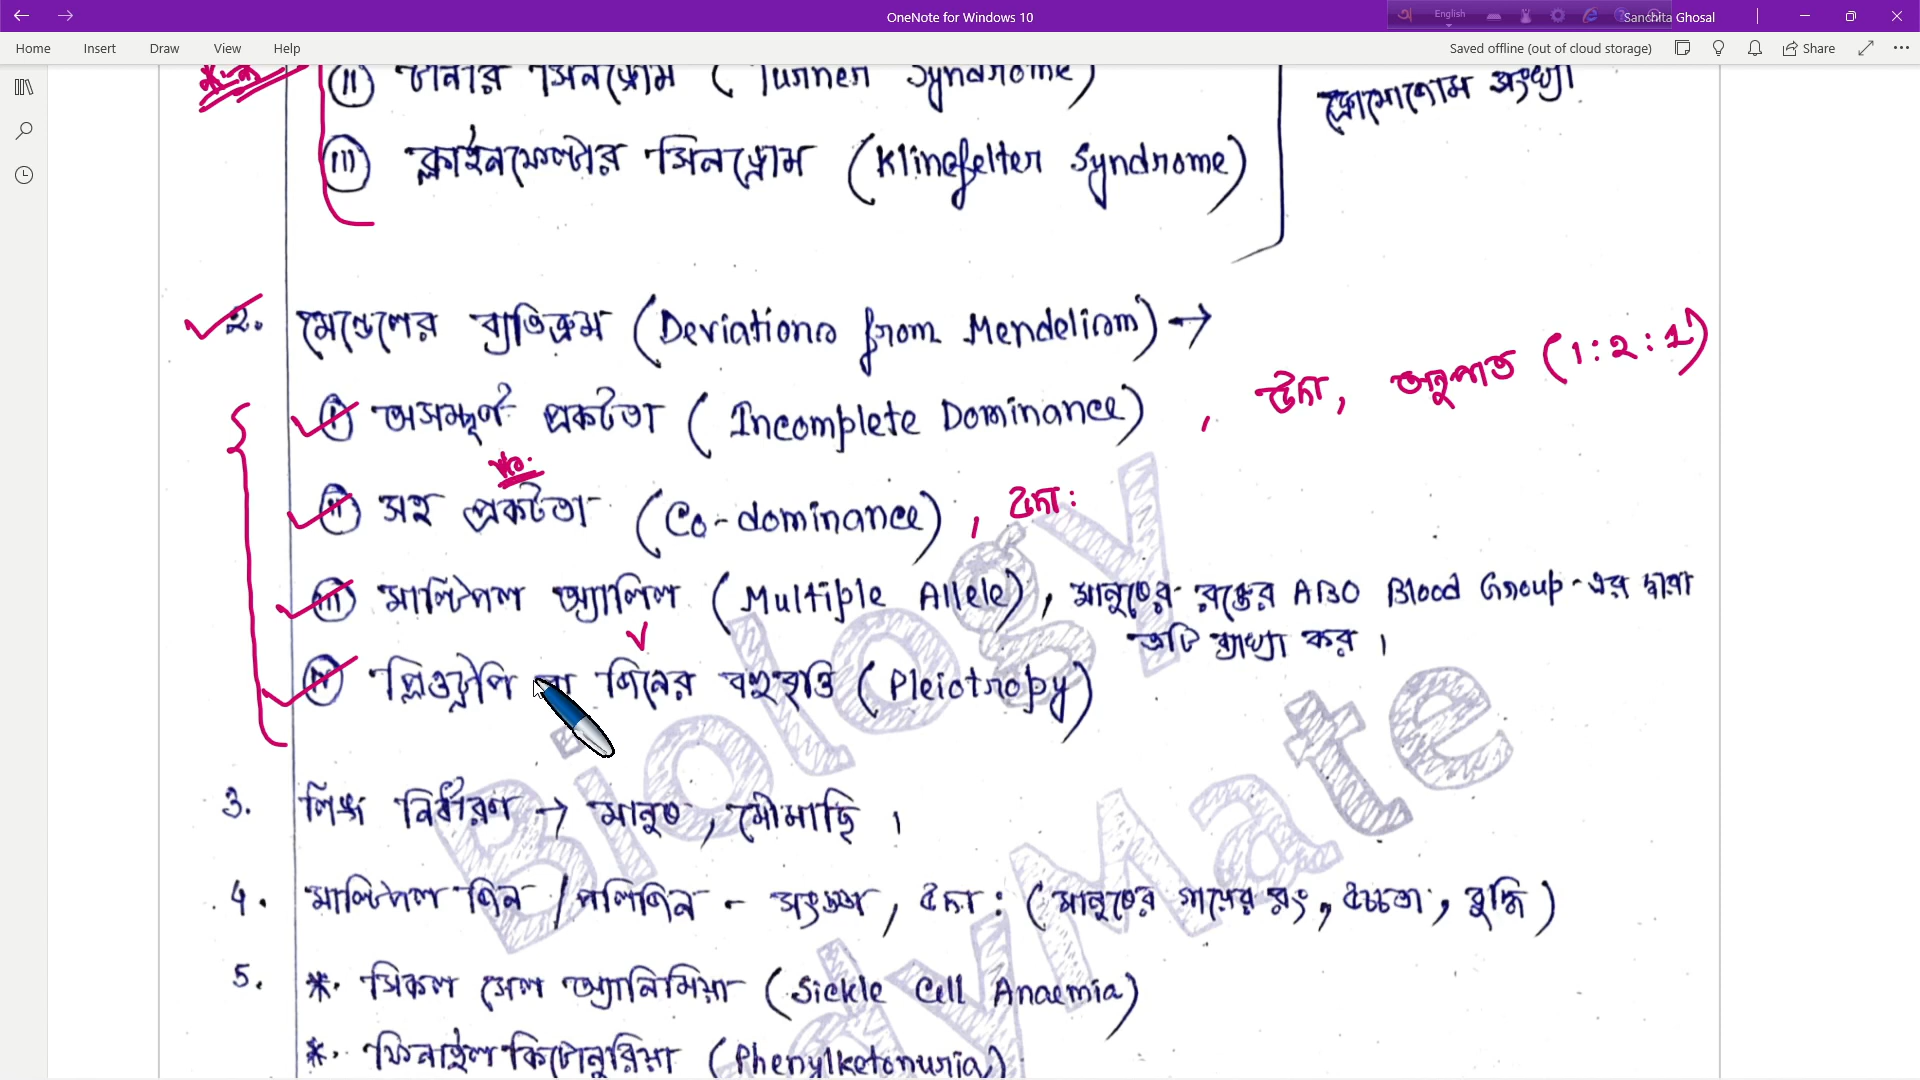 OneNote for Windows 10
English
Sanchita Ghosal
Home Insert Draw View Help
Saved offline (out of cloud storage)
Share
(II) টার্নার সিনড্রোম (Turner Syndrome)
ক্রোমোজোম সংখ্যা
(III) ক্লাইনফেল্টার সিনড্রোম (Klinefelter Syndrome)
2. মেন্ডেলের ব্যতিক্রম (Deviations from Mendelism) →
(I) অসম্পূর্ণ প্রকটতা (Incomplete Dominance) , উদা, অনুপাত (1:2:1)
(II) সহ প্রকটতা (Co-dominance) , উদা:
(III) মাল্টিপল অ্যালিল (Multiple Allele), মানুষের রক্তের ABO Blood Group-এর দ্বারা
এটি ব্যাখ্যা কর।
(IV) প্লিওট্রপি বা জিনের বহুবৃত্তি (Pleiotropy)
3. লিঙ্গ নির্ধারণ → মানুষ, মৌমাছি।
4. মাল্টিপল জিন / পলিজিন - সংজ্ঞা, উদা: (মানুষের গায়ের রং, উচ্চতা, বুদ্ধি)
5. * সিকল সেল অ্যানিমিয়া (Sickle Cell Anaemia)
* ফিনাইল কিটোনুরিয়া (Phenylketonuria)
Biology
Mate